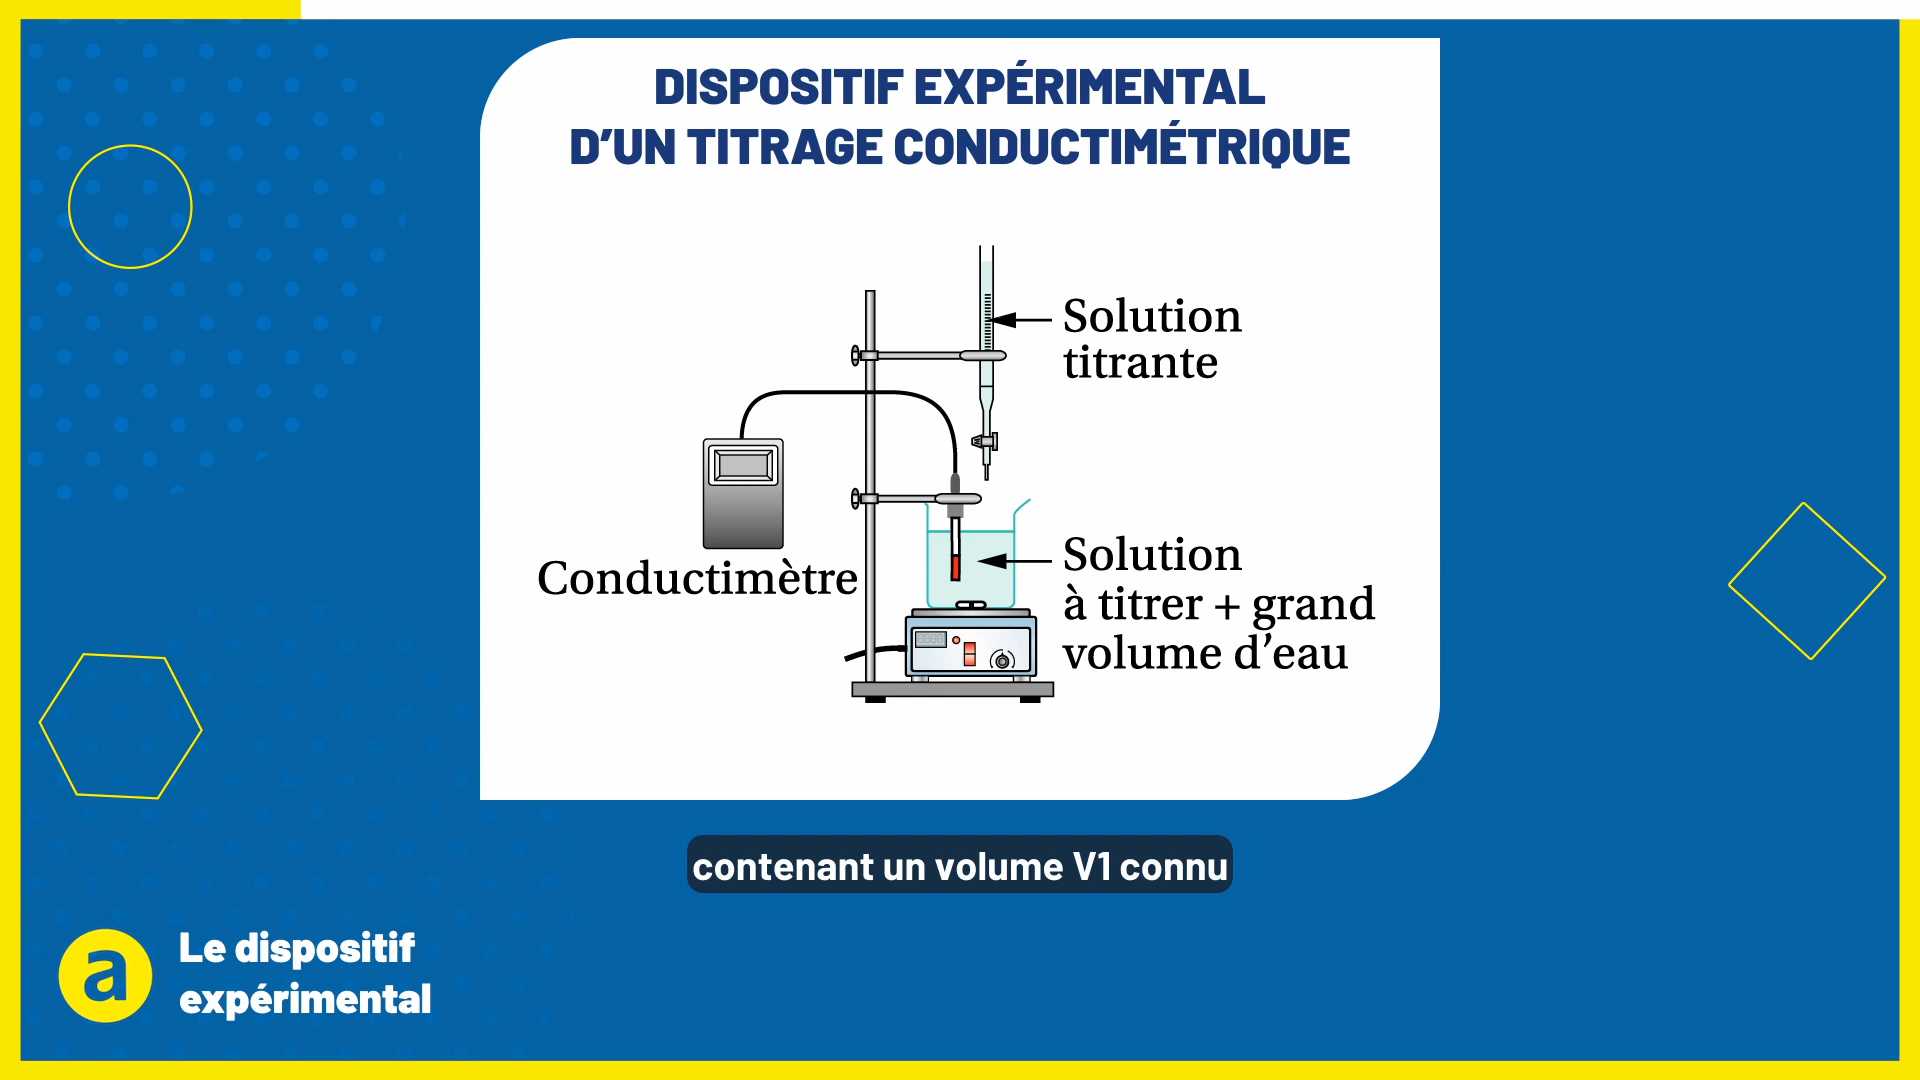 DISPOSITIF EXPÉRIMENTAL
D’UN TITRAGE CONDUCTIMÉTRIQUE
Solution
titrante
Conductimètre
Solution
à titrer + grand
volume d’eau
contenant un volume V1 connu
a
Le dispositif
expérimental